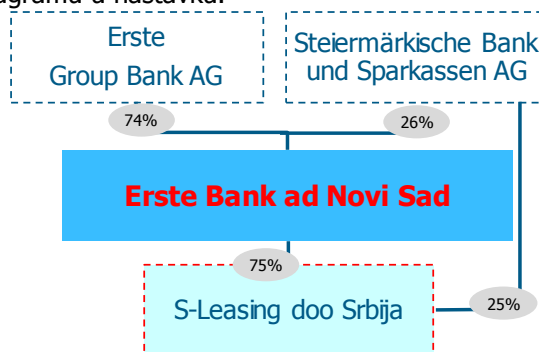 u nastavku.
Erste
Group Bank AG
Steiermärkische Bank
und Sparkassen AG
74%
26%
Erste Bank ad Novi Sad
75%
S-Leasing doo Srbija
25%